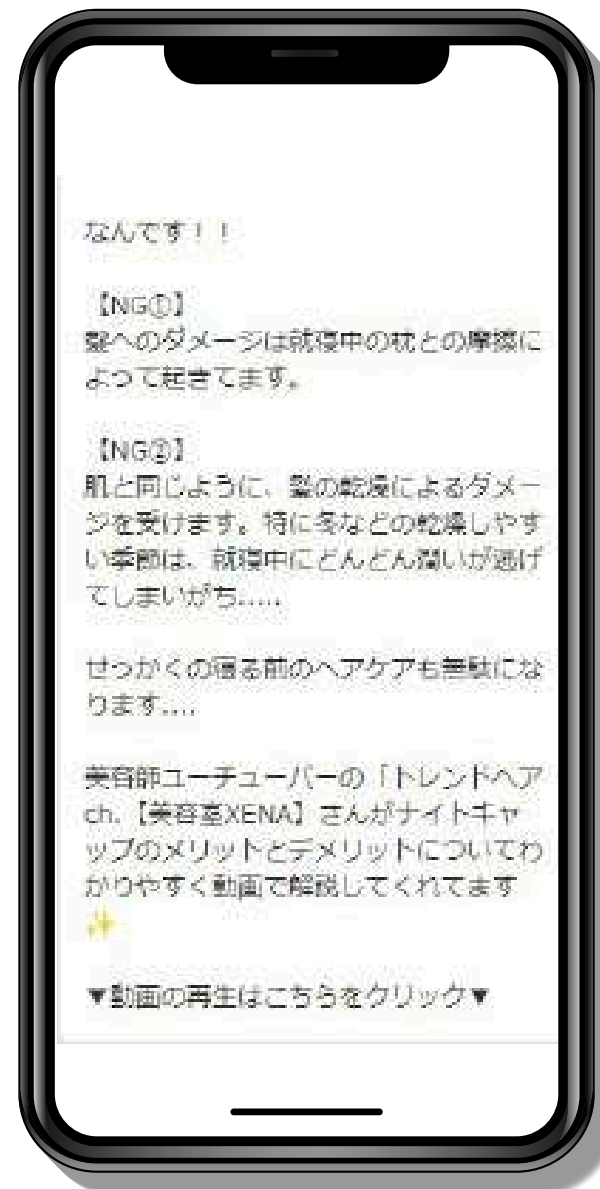 なんです！！
【NG①】
髪へのダメージは就寝中の枕との摩擦に
よって起きてます。
【NG②】
肌と同じように、髪の乾燥によるダメー
ジを受けます。特に冬などの乾燥しやす
い季節は、就寝中にどんどん潤いが逃げ
てしまいがち.....
せっかくの寝る前のヘアケアも無駄にな
ります....
美容師ユーチューバーの「トレンドヘア
ch.【美容室XENA】さんがナイトキャ
ップのメリットとデメリットについてわ
かりやすく動画で解説してくれてます
✨
▼動画の再生はこちらをクリック▼